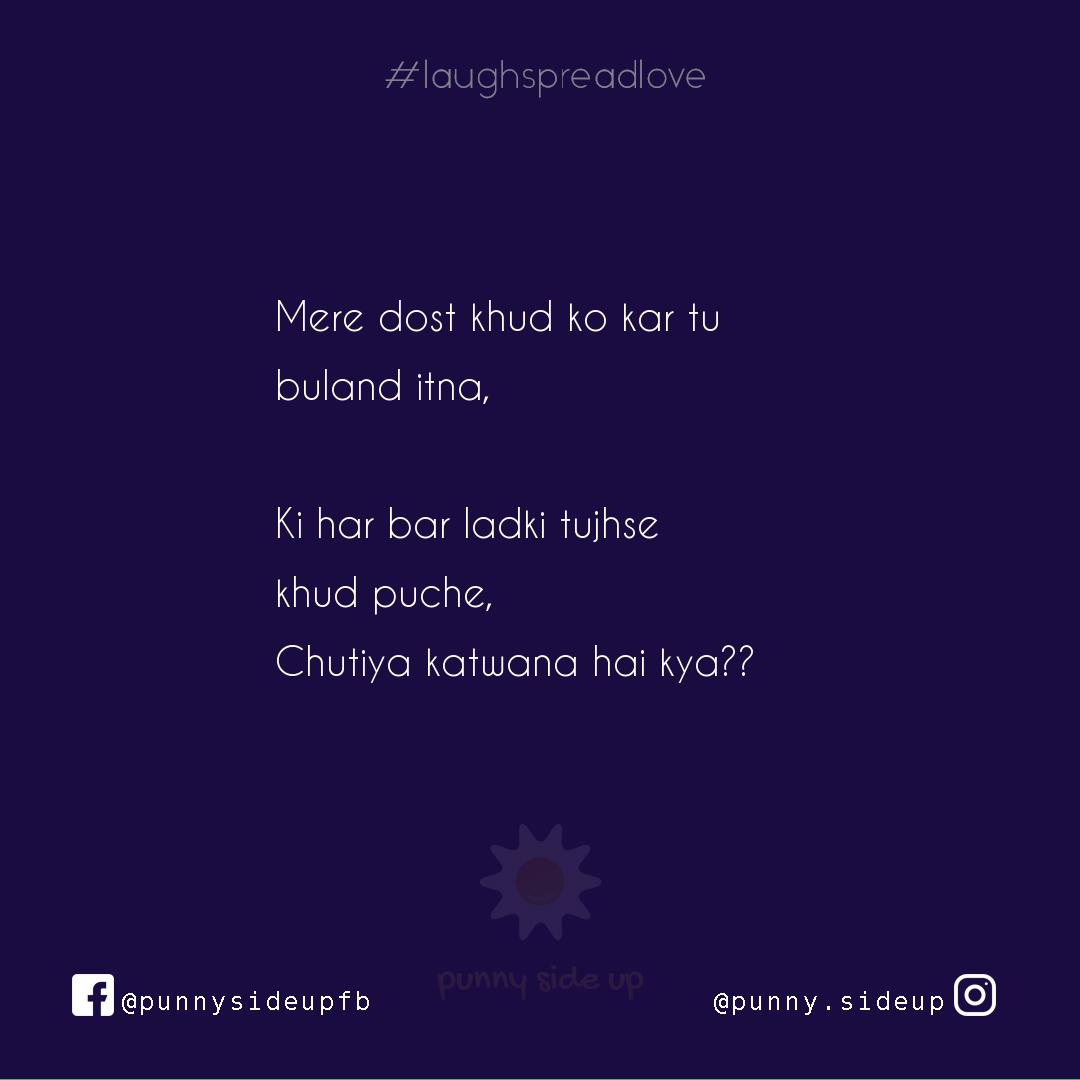 #laughspreadlove
Mere dost khud ko kar tu
buland itna,
Ki har bar ladki tujhse
khud puche,
Chutiya katwana hai kya??
punny side up
@punnysideupfb
@punny.sideup